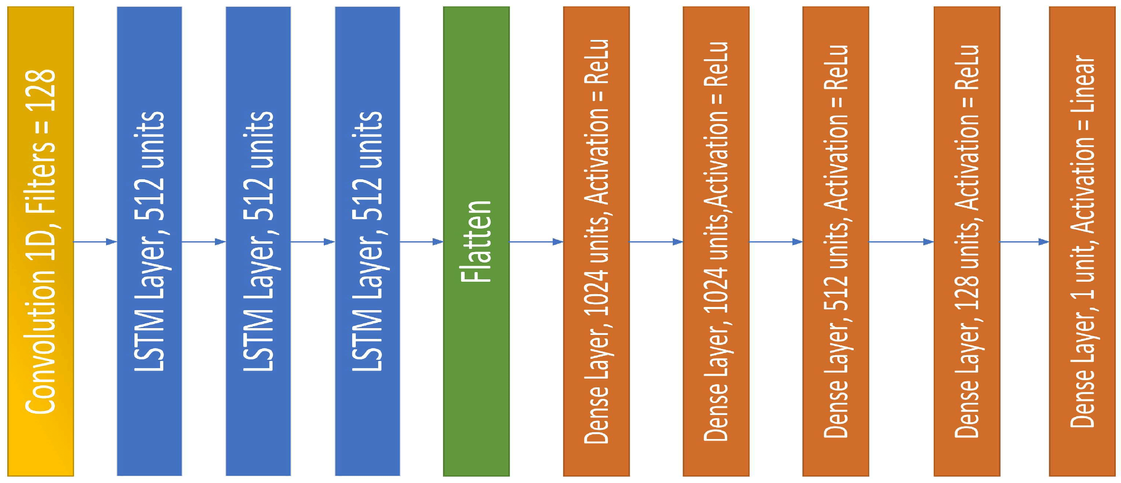 Convolution 1D, Filters = 128
LSTM Layer, 512 units
LSTM Layer, 512 units
LSTM Layer, 512 units
Flatten
Dense Layer, 1024 units, Activation = ReLu
Dense Layer, 1024 units,Activation = ReLu
Dense Layer, 512 units, Activation = ReLu
Dense Layer, 128 units, Activation = ReLu
Dense Layer, 1 unit, Activation = Linear